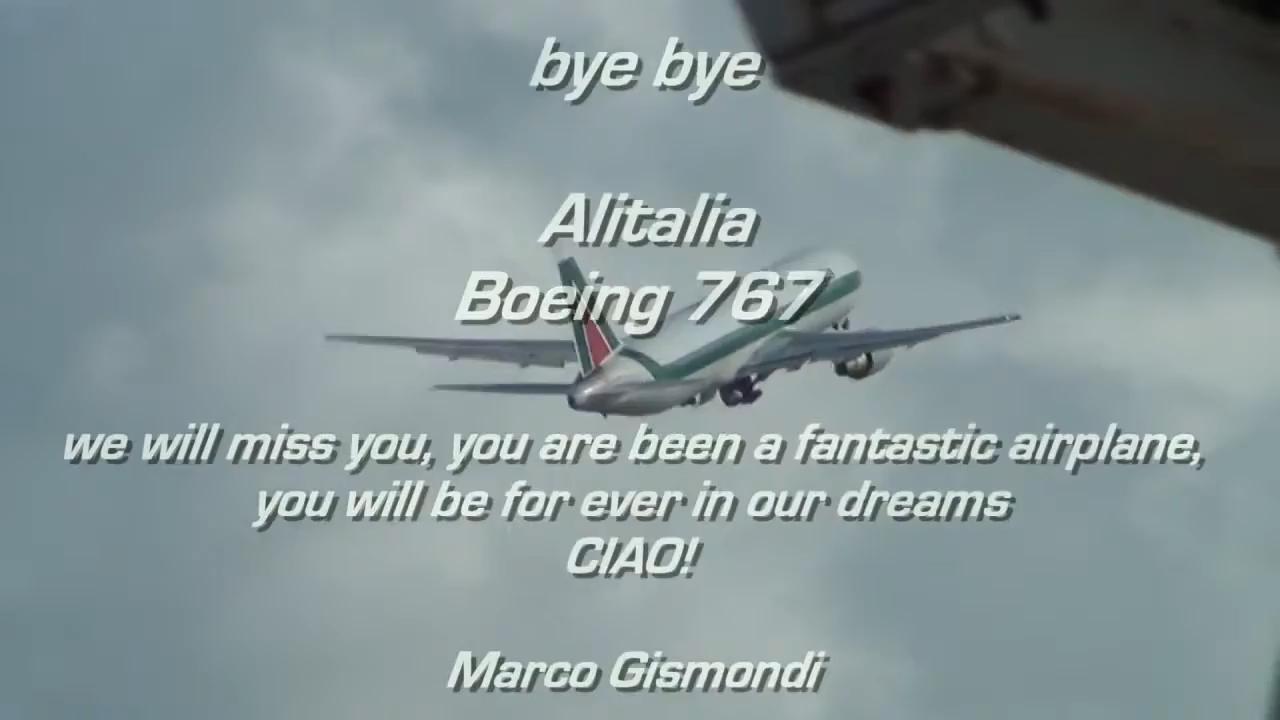 bye bye
Alitalia
Boeing 767
we will miss you, you are been a fantastic airplane,
you will be for ever in our dreams
CIAO!
Marco Gismondi